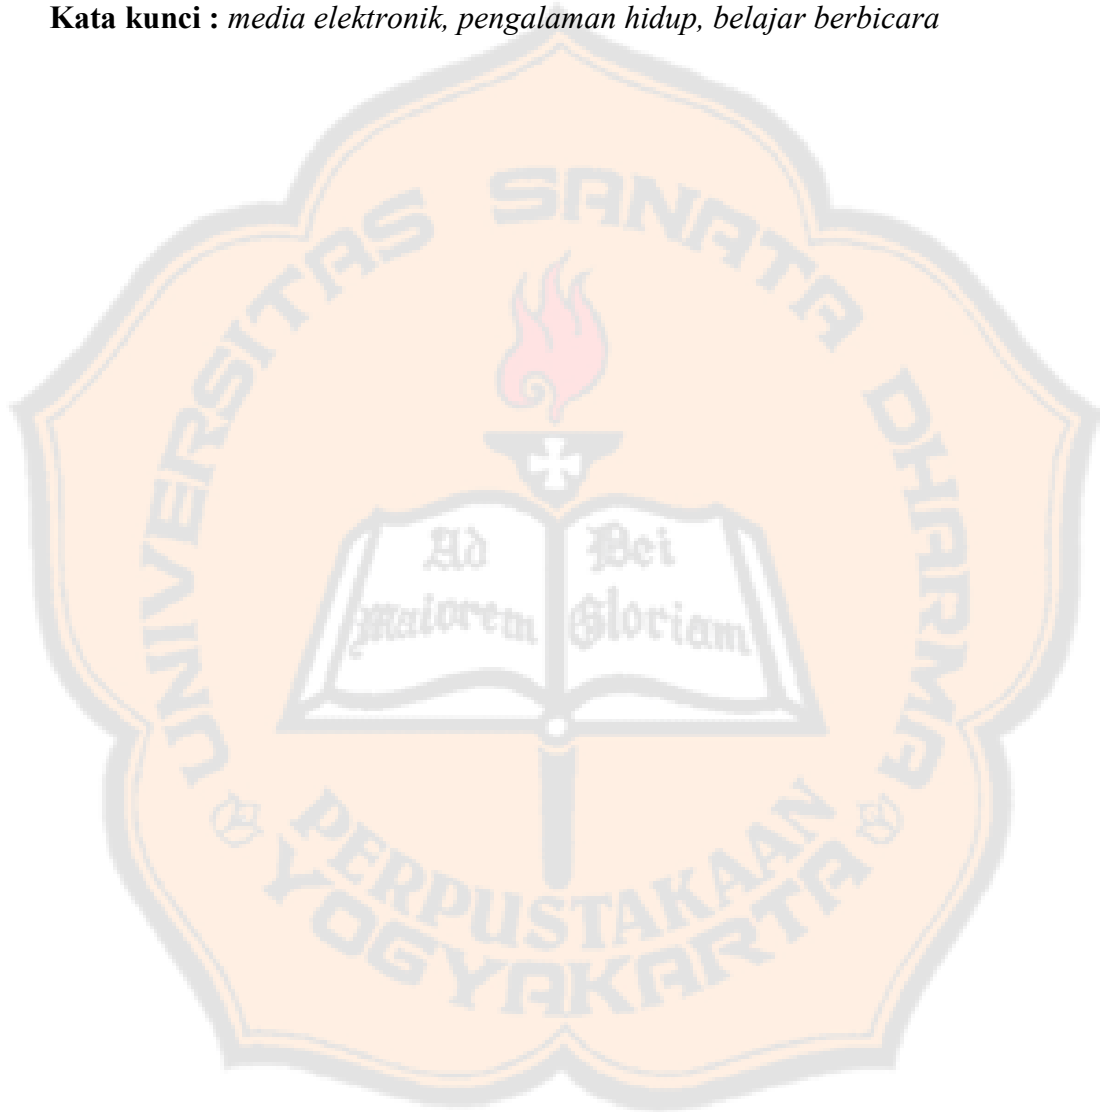 Kata kunci : media elektronik, pengalaman hidup, belajar berbicara
UNIVERSITAS SANATA DHARMA
Ad Dei
maiorem Gloriam
PERPUSTAKAAN
YOGYAKARTA